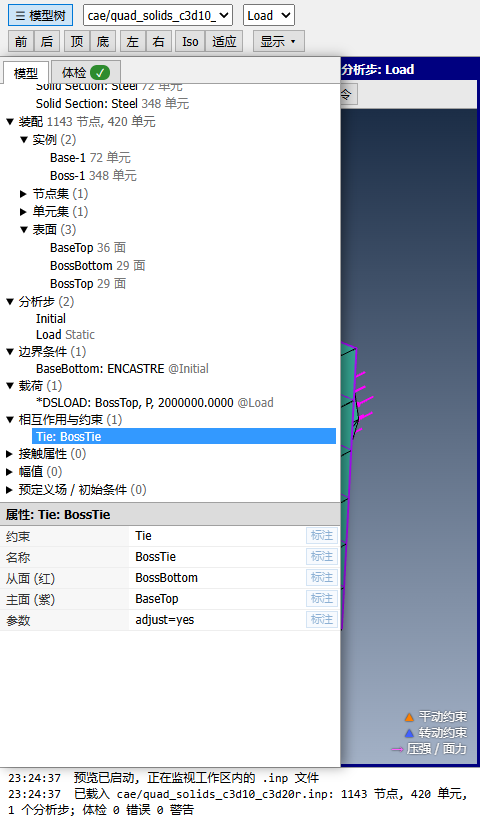 ☰ 模型树 cae/quad_solids_c3d10_ Load
前 后 顶 底 左 右 Iso 适应 显示
模型 体检 ✓
分析步: Load
Solid Section: Steel 72 单元
令
Solid Section: Steel 348 单元
装配 1143 节点, 420 单元
实例 (2)
Base-1 72 单元
Boss-1 348 单元
节点集 (1)
单元集 (1)
表面 (3)
BaseTop 36 面
BossBottom 29 面
BossTop 29 面
分析步 (2)
Initial
Load Static
边界条件 (1)
BaseBottom: ENCASTRE @Initial
载荷 (1)
*DSLOAD: BossTop, P, 2000000.0000 @Load
相互作用与约束 (1)
Tie: BossTie
接触属性 (0)
幅值 (0)
预定义场 / 初始条件 (0)
属性: Tie: BossTie
约束 Tie 标注
名称 BossTie 标注
从面 (红) BossBottom 标注
主面 (紫) BaseTop 标注
参数 adjust=yes 标注
平动约束
转动约束
压强 / 面力
23:24:37 预览已启动，正在监视工作区内的 .inp 文件
23:24:37 已载入 cae/quad_solids_c3d10_c3d20r.inp: 1143 节点, 420 单元,
1 个分析步; 体检 0 错误 0 警告